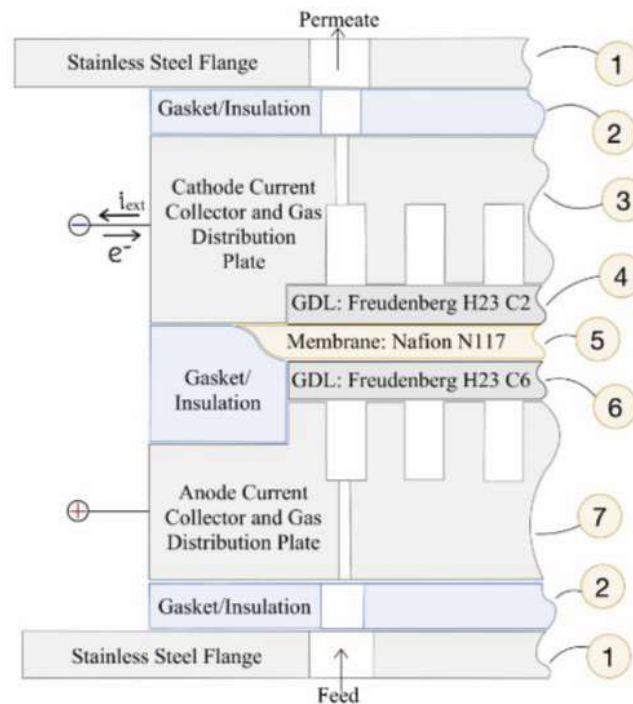 Permeate
Stainless Steel Flange
1
Gasket/Insulation
2
Cathode Current
Collector and Gas
Distribution
Plate
3
iext
e-
−
GDL: Freudenberg H23 C2
4
Membrane: Nafion N117
5
Gasket/
Insulation
GDL: Freudenberg H23 C6
6
Anode Current
Collector and Gas
Distribution Plate
7
+
Gasket/Insulation
2
Stainless Steel Flange
1
Feed